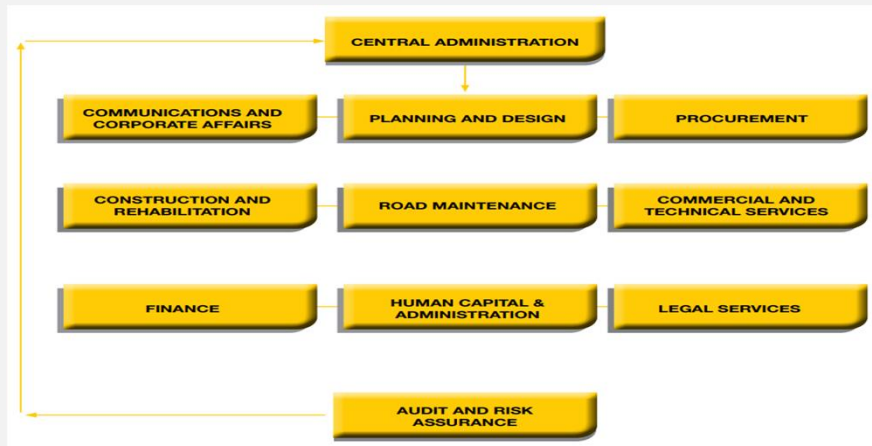 CENTRAL ADMINISTRATION
COMMUNICATIONS AND
CORPORATE AFFAIRS
PLANNING AND DESIGN
PROCUREMENT
CONSTRUCTION AND
REHABILITATION
ROAD MAINTENANCE
COMMERCIAL AND
TECHNICAL SERVICES
FINANCE
HUMAN CAPITAL &
ADMINISTRATION
LEGAL SERVICES
AUDIT AND RISK
ASSURANCE